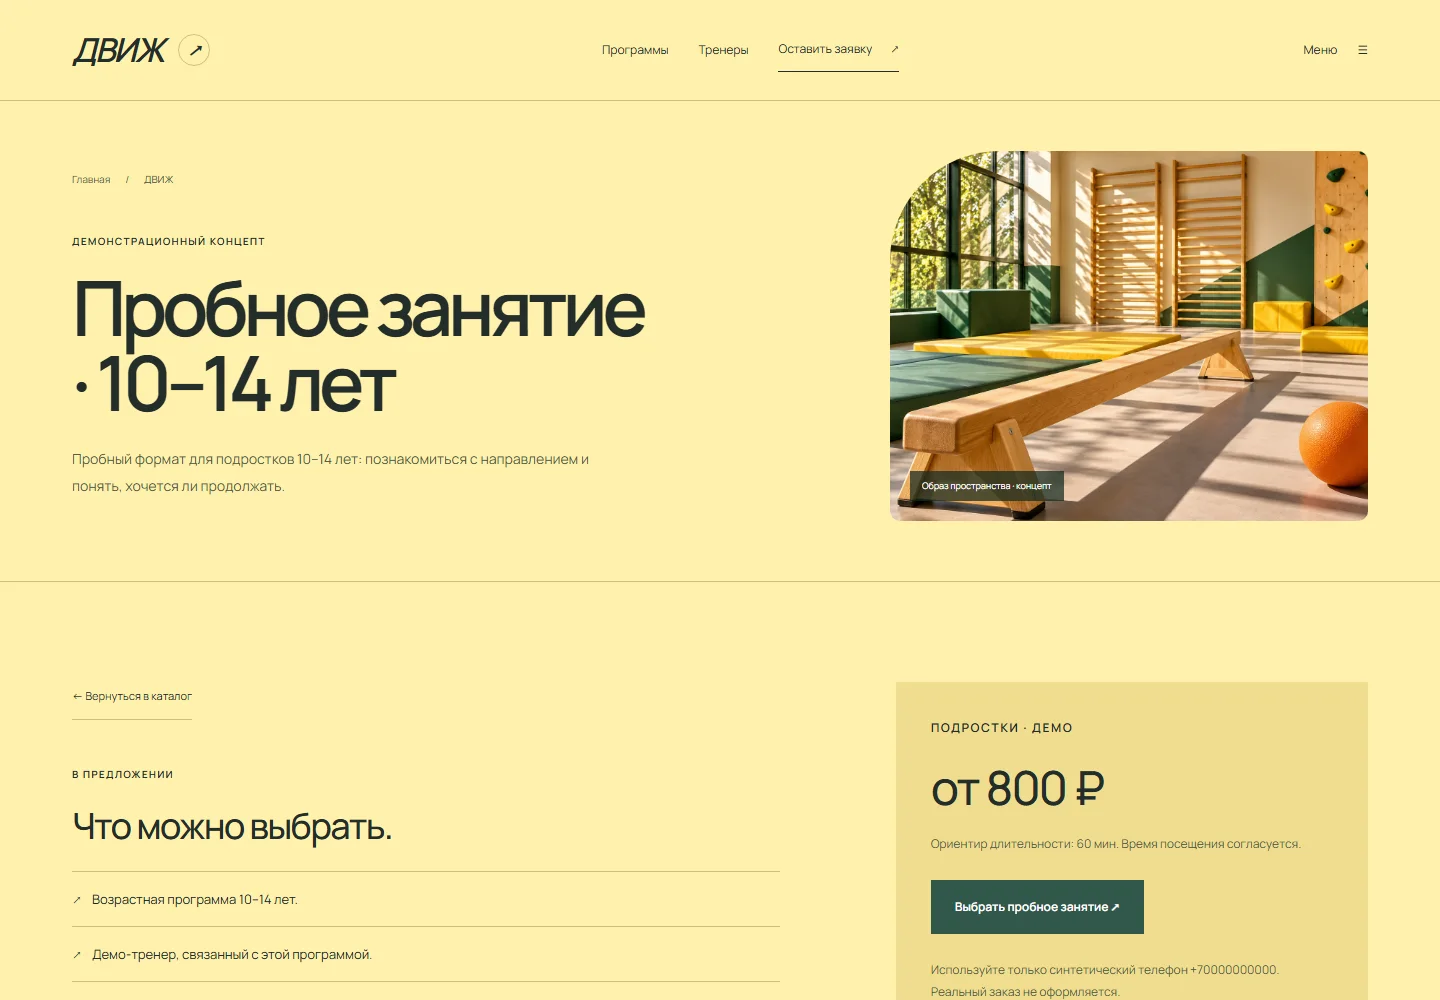 ДВИЖ ↗
Программы Тренеры Оставить заявку ↗ Меню ☰
Главная / ДВИЖ
ДЕМОНСТРАЦИОННЫЙ КОНЦЕПТ
Пробное занятие
· 10–14 лет
Пробный формат для подростков 10–14 лет: познакомиться с направлением и
понять, хочется ли продолжать.
Образ пространства · концепт
← Вернуться в каталог
В ПРЕДЛОЖЕНИИ
Что можно выбрать.
↗ Возрастная программа 10–14 лет.
↗ Демо-тренер, связанный с этой программой.
ПОДРОСТКИ · ДЕМО
от 800 ₽
Ориентир длительности: 60 мин. Время посещения согласуется.
Выбрать пробное занятие ↗
Используйте только синтетический телефон +70000000000.
Реальный заказ не оформляется.